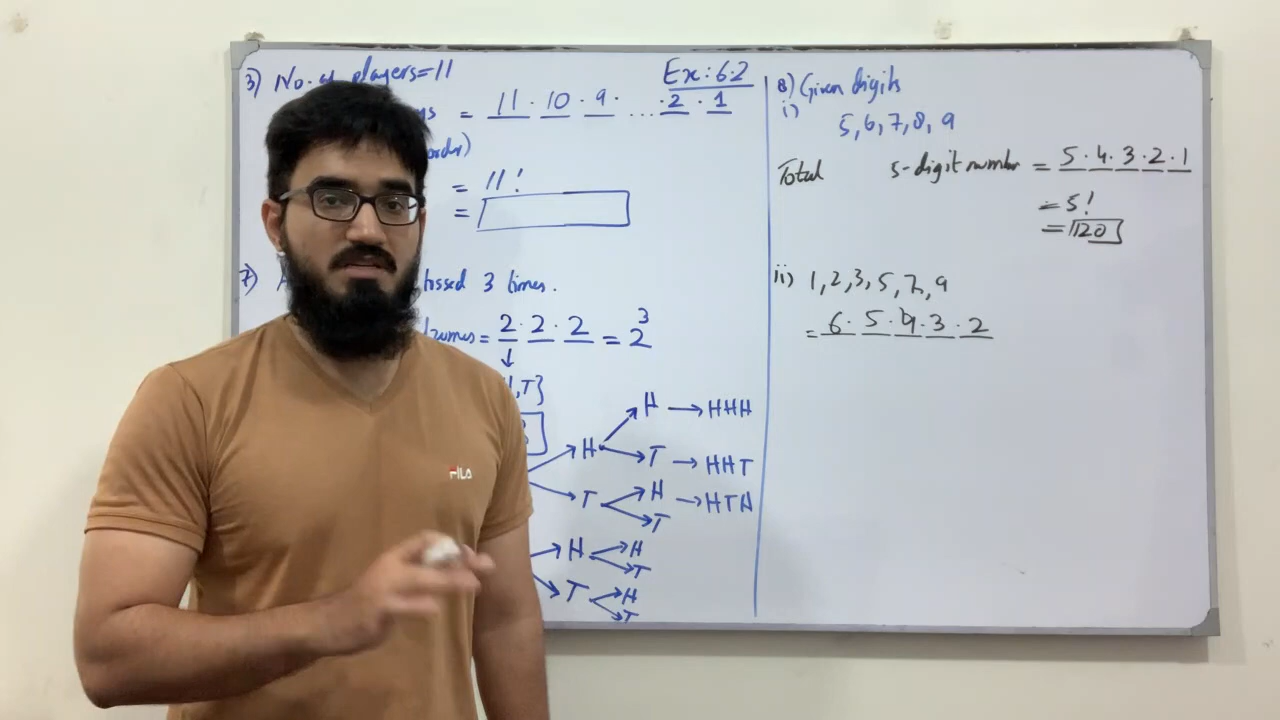 3) No. of players=11
Ex: 6.2
= 11 · 10 · 9 · ... · 2 · 1
order)
= 11!
=
7)
tossed 3 times.
= 2 · 2 · 2 = 2³
↓
,T}
H → HHH
H
T → HHT
T
H → HTH
T
H
H
T
T
H
T
8) Given digits
i)
5,6,7,8,9
Total 5-digit number = 5 · 4 · 3 · 2 · 1
= 5!
= 120
ii) 1,2,3,5,7,9
= 6 · 5 · 4 · 3 · 2
FILA